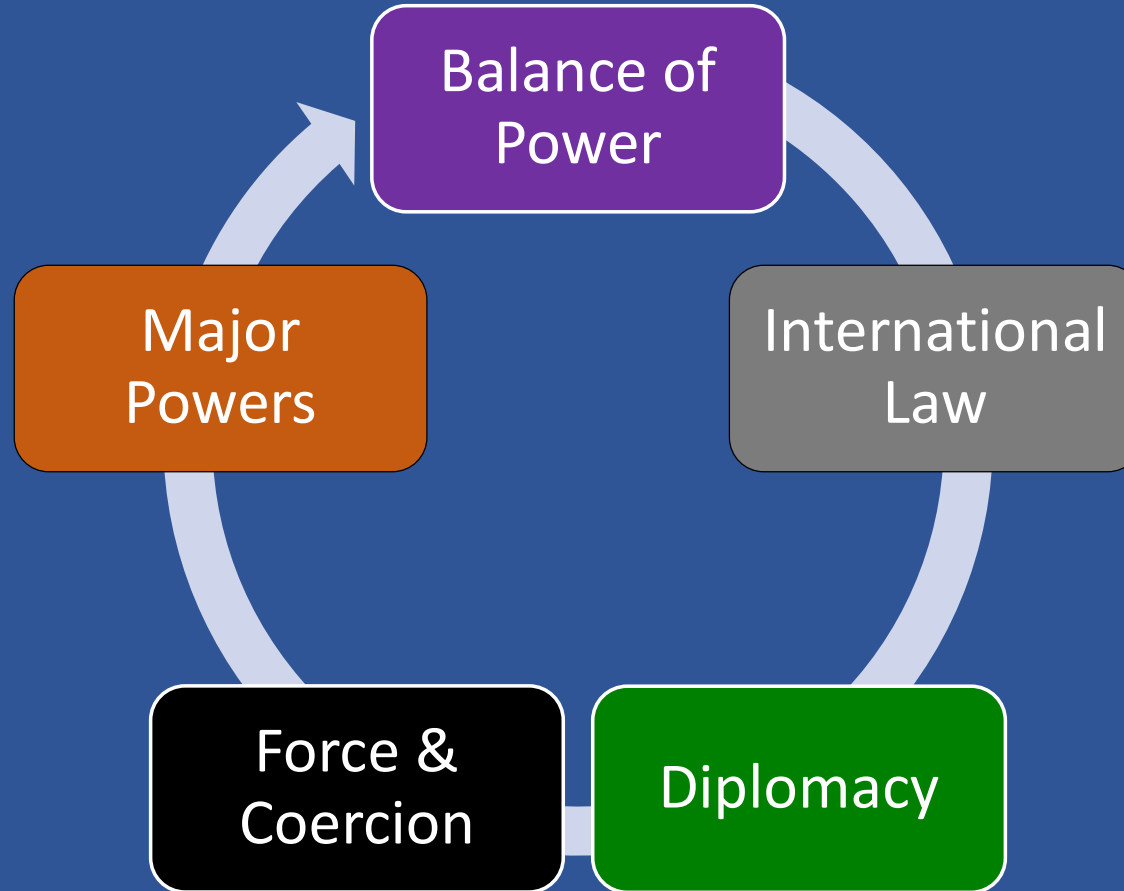 Balance of
Power
International
Law
Diplomacy
Force &
Coercion
Major
Powers